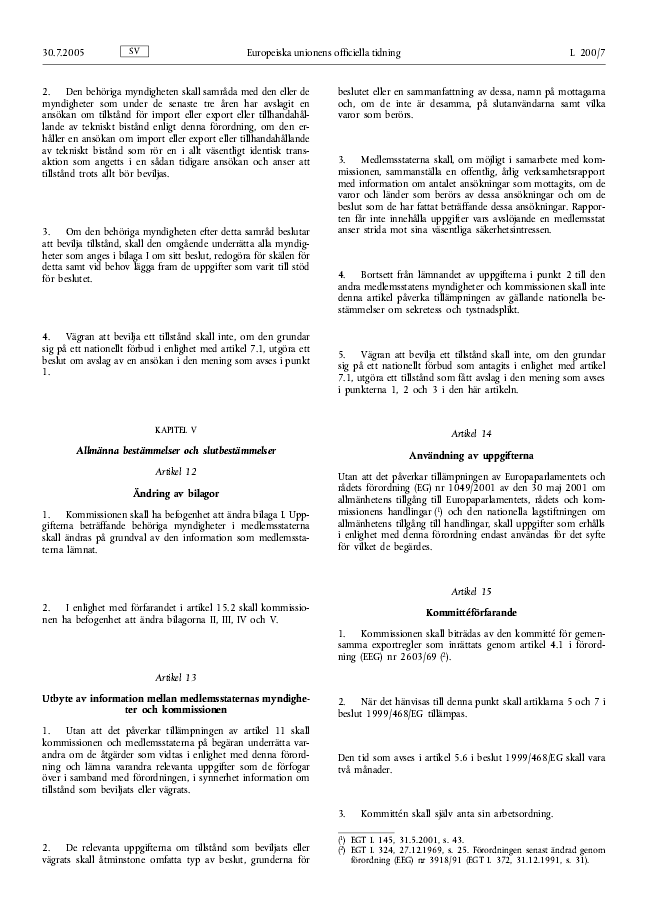 30.7.2005
SV
Europeiska unionens officiella tidning
L 200/7
2. Den behöriga myndigheten skall samråda med den eller de
myndigheter som under de senaste tre åren har avslagit en
ansökan om tillstånd för import eller export eller tillhandahål-
lande av tekniskt bistånd enligt denna förordning, om den er-
håller en ansökan om import eller export eller tillhandahållande
av tekniskt bistånd som rör en i allt väsentligt identisk trans-
aktion som angetts i en sådan tidigare ansökan och anser att
tillstånd trots allt bör beviljas.
3. Om den behöriga myndigheten efter detta samråd beslutar
att bevilja tillstånd, skall den omgående underrätta alla myndig-
heter som anges i bilaga I om sitt beslut, redogöra för skälen för
detta samt vid behov lägga fram de uppgifter som varit till stöd
för beslutet.
4. Vägran att bevilja ett tillstånd skall inte, om den grundar
sig på ett nationellt förbud i enlighet med artikel 7.1, utgöra ett
beslut om avslag av en ansökan i den mening som avses i punkt
1.
KAPITEL V
Allmänna bestämmelser och slutbestämmelser
Artikel 12
Ändring av bilagor
1. Kommissionen skall ha befogenhet att ändra bilaga I. Upp-
gifterna beträffande behöriga myndigheter i medlemsstaterna
skall ändras på grundval av den information som medlemssta-
terna lämnat.
2. I enlighet med förfarandet i artikel 15.2 skall kommissio-
nen ha befogenhet att ändra bilagorna II, III, IV och V.
Artikel 13
Utbyte av information mellan medlemsstaternas myndighe-
ter och kommissionen
1. Utan att det påverkar tillämpningen av artikel 11 skall
kommissionen och medlemsstaterna på begäran underrätta var-
andra om de åtgärder som vidtas i enlighet med denna förord-
ning och lämna varandra relevanta uppgifter som de förfogar
över i samband med förordningen, i synnerhet information om
tillstånd som beviljats eller vägrats.
2. De relevanta uppgifterna om tillstånd som beviljats eller
vägrats skall åtminstone omfatta typ av beslut, grunderna för
beslutet eller en sammanfattning av dessa, namn på mottagarna
och, om de inte är desamma, på slutanvändarna samt vilka
varor som berörs.
3. Medlemsstaterna skall, om möjligt i samarbete med kom-
missionen, sammanställa en offentlig, årlig verksamhetsrapport
med information om antalet ansökningar som mottagits, om de
varor och länder som berörs av dessa ansökningar och om de
beslut som de har fattat beträffande dessa ansökningar. Rappor-
ten får inte innehålla uppgifter vars avslöjande en medlemsstat
anser strida mot sina väsentliga säkerhetsintressen.
4. Bortsett från lämnandet av uppgifterna i punkt 2 till den
andra medlemsstatens myndigheter och kommissionen skall inte
denna artikel påverka tillämpningen av gällande nationella be-
stämmelser om sekretess och tystnadsplikt.
5. Vägran att bevilja ett tillstånd skall inte, om den grundar
sig på ett nationellt förbud som antagits i enlighet med artikel
7.1, utgöra ett tillstånd som fått avslag i den mening som avses
i punkterna 1, 2 och 3 i den här artikeln.
Artikel 14
Användning av uppgifterna
Utan att det påverkar tillämpningen av Europaparlamentets och
rådets förordning (EG) nr 1049/2001 av den 30 maj 2001 om
allmänhetens tillgång till Europaparlamentets, rådets och kom-
missionens handlingar (¹) och den nationella lagstiftningen om
allmänhetens tillgång till handlingar, skall uppgifter som erhålls
i enlighet med denna förordning endast användas för det syfte
för vilket de begärdes.
Artikel 15
Kommittéförfarande
1. Kommissionen skall biträdas av den kommitté för gemen-
samma exportregler som inrättats genom artikel 4.1 i förord-
ning (EEG) nr 2603/69 (²).
2. När det hänvisas till denna punkt skall artiklarna 5 och 7 i
beslut 1999/468/EG tillämpas.
Den tid som avses i artikel 5.6 i beslut 1999/468/EG skall vara
två månader.
3. Kommittén skall själv anta sin arbetsordning.
(¹) EGT L 145, 31.5.2001, s. 43.
(²) EGT L 324, 27.12.1969, s. 25. Förordningen senast ändrad genom
förordning (EEG) nr 3918/91 (EGT L 372, 31.12.1991, s. 31).